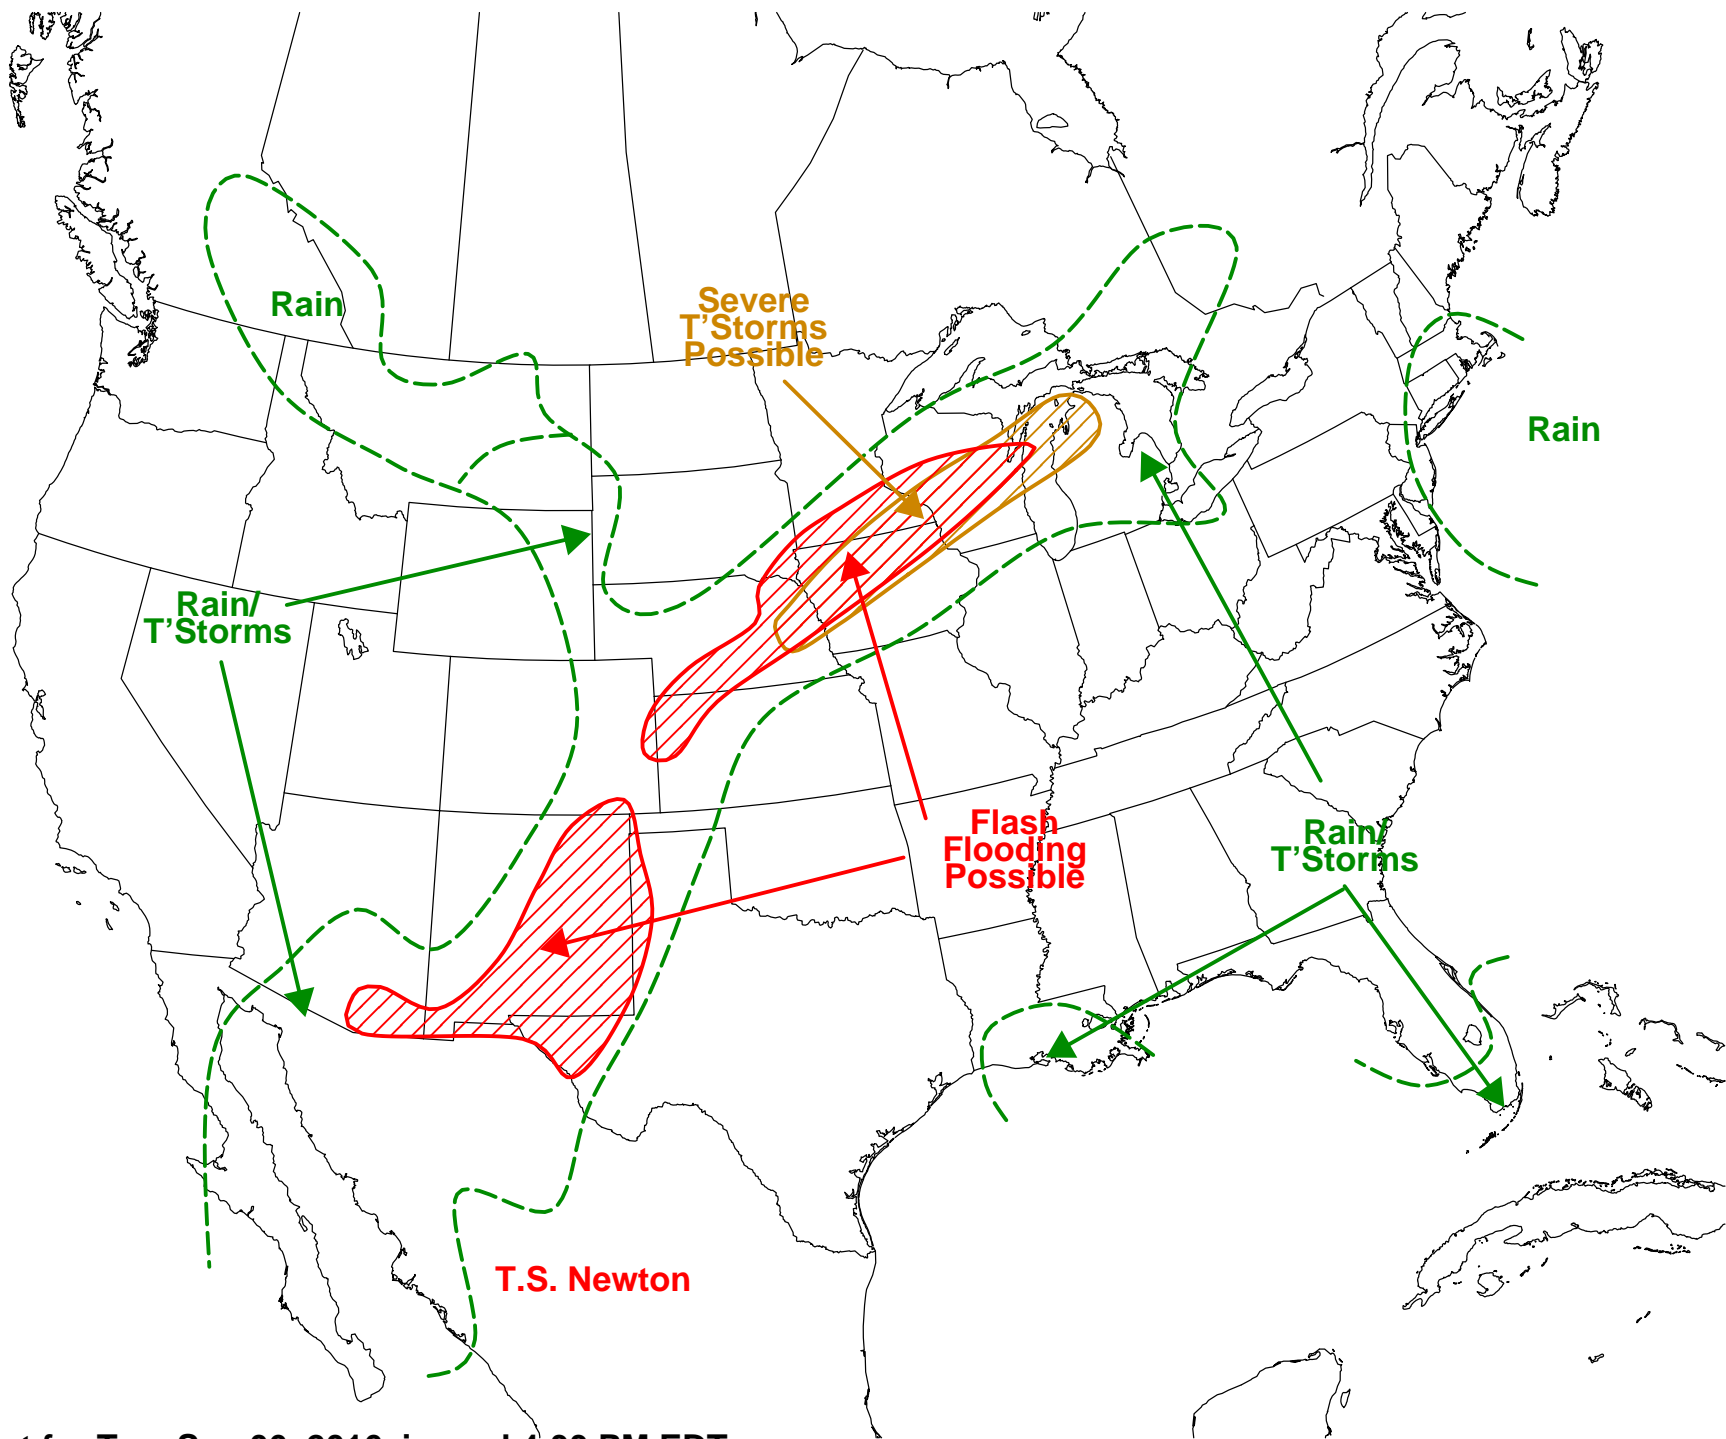 Rain
Severe
T'Storms
Possible
Rain
Rain/
T'Storms
Flash
Flooding
Possible
Rain/
T'Storms
T.S. Newton